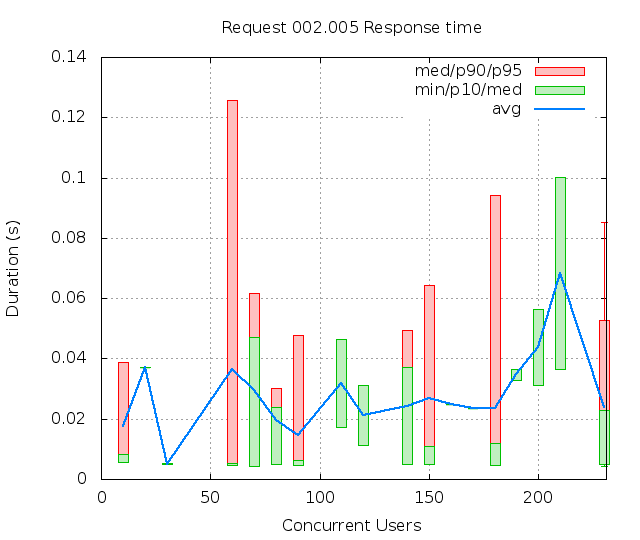 Request 002.005 Response time
0.14
med/p90/p95
min/p10/med
avg
0.12
0.1
0.08
0.06
0.04
0.02
0
Duration (s)
0 50 100 150 200
Concurrent Users